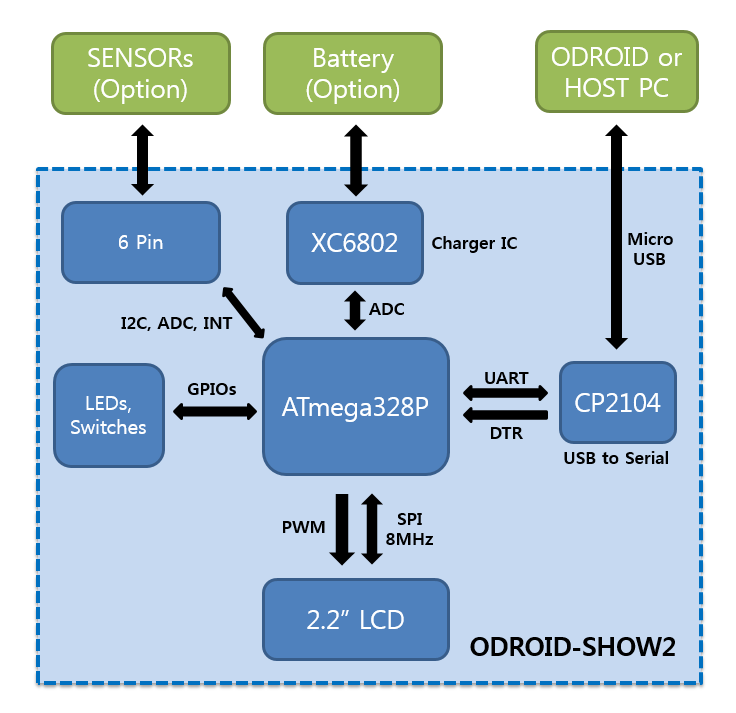 SENSORs
(Option)
Battery
(Option)
ODROID or
HOST PC
6 Pin
XC6802
Charger IC
Micro
USB
I2C, ADC, INT
ADC
LEDs,
Switches
GPIOs
ATmega328P
UART
DTR
CP2104
USB to Serial
PWM
SPI
8MHz
2.2” LCD
ODROID-SHOW2